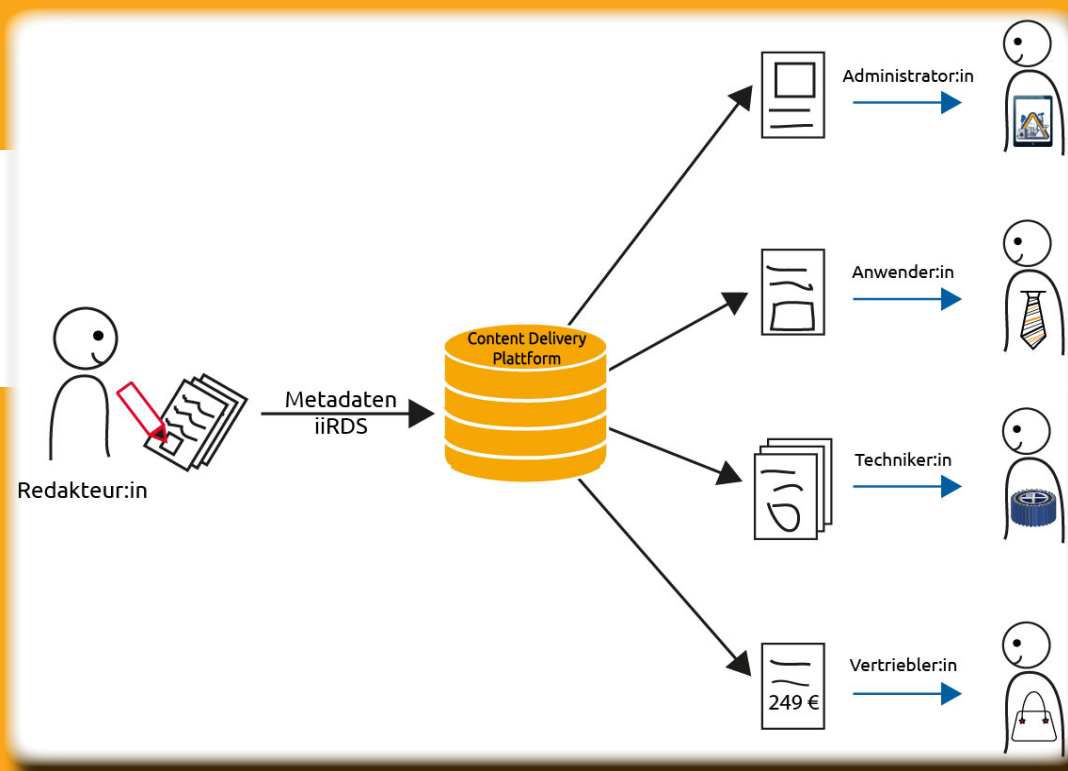 Redakteur:in
Metadaten
iiRDS
Content Delivery
Plattform
Administrator:in
Anwender:in
Techniker:in
Vertriebler:in
249 €